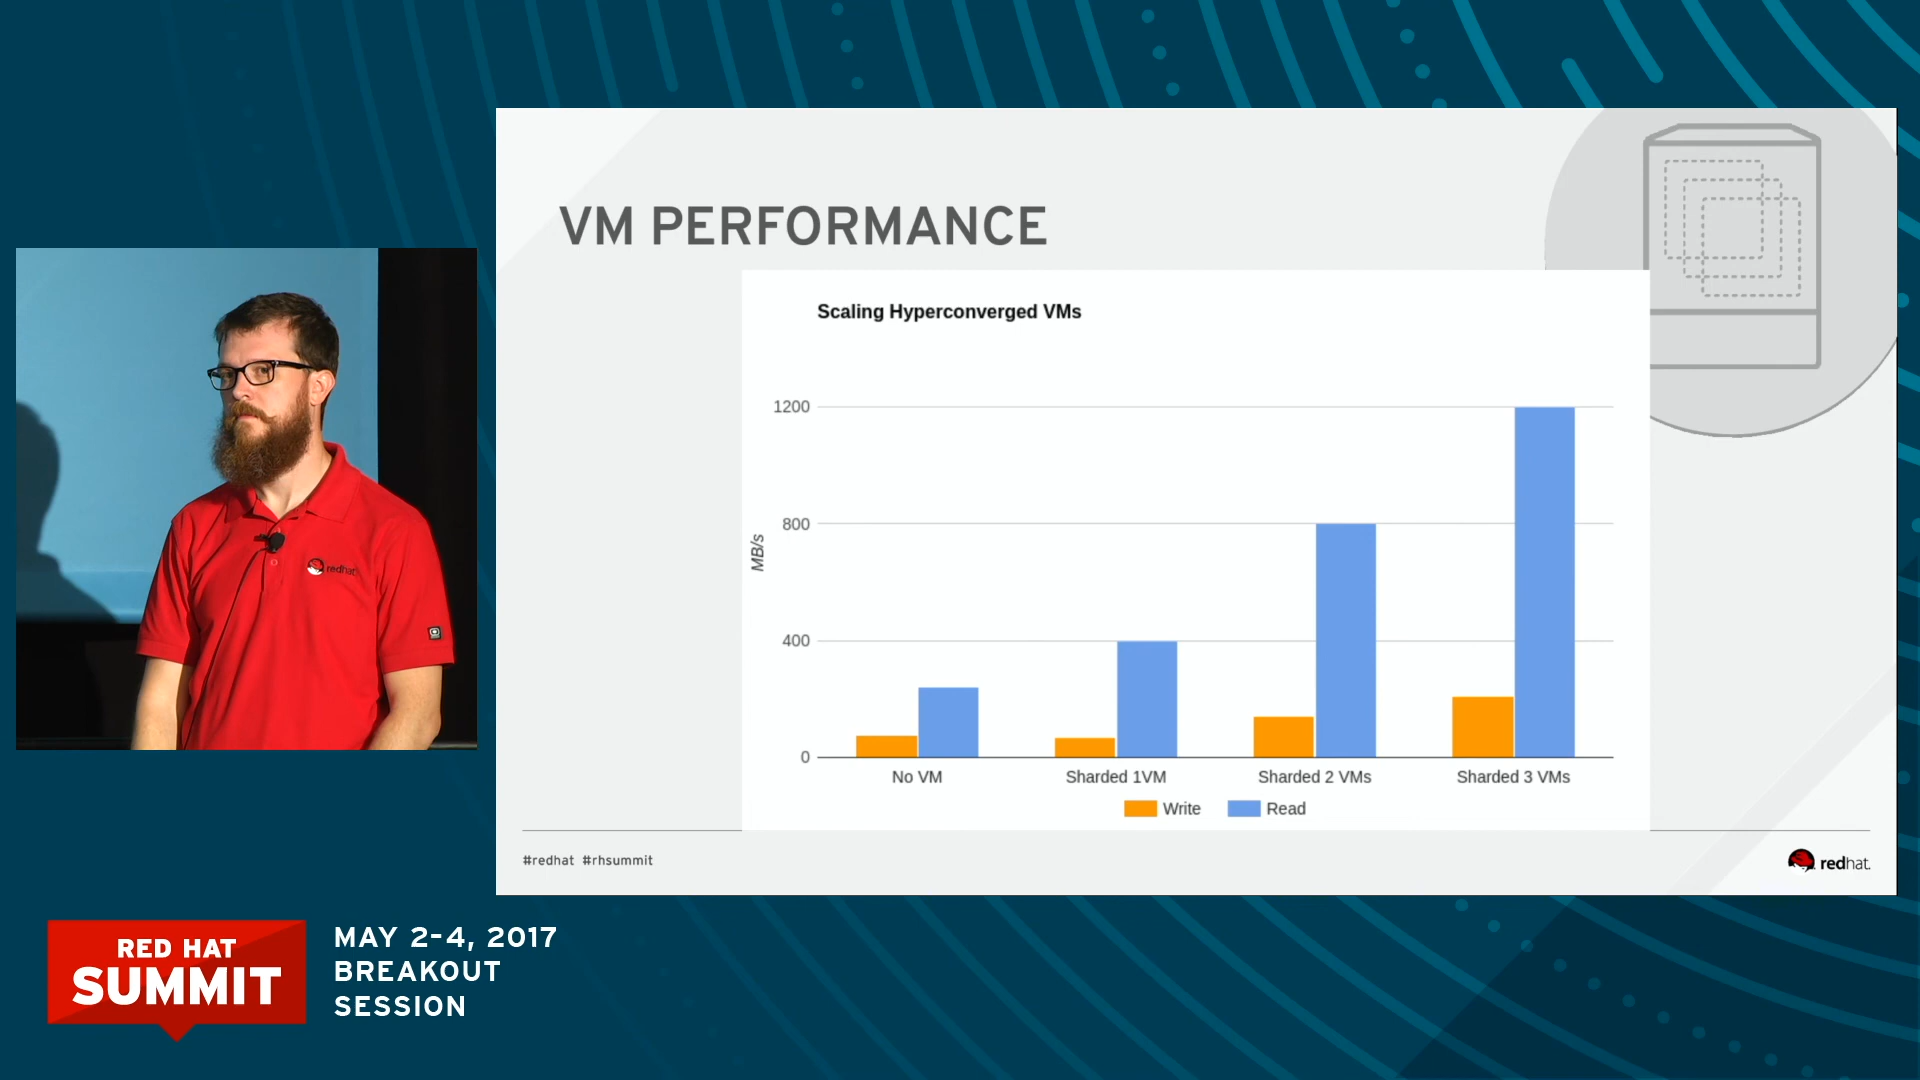 VM PERFORMANCE
Scaling Hyperconverged VMs
1200
800
400
0
MB/s
No VM
Sharded 1VM
Sharded 2 VMs
Sharded 3 VMs
Write
Read
#redhat #rhsummit
redhat.
redhat
RED HAT
SUMMIT
MAY 2-4, 2017
BREAKOUT
SESSION